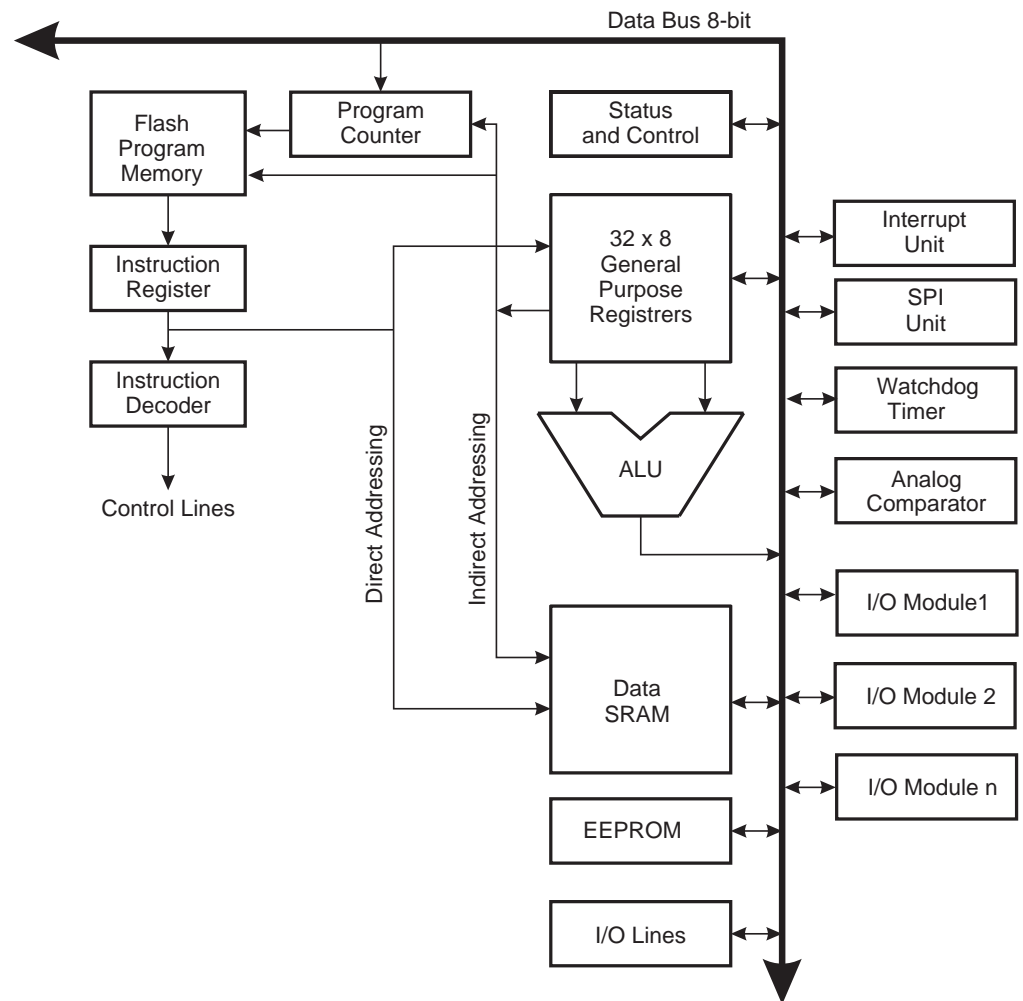 Data Bus 8-bit
Flash
Program
Memory
Program
Counter
Status
and Control
Interrupt
Unit
32 x 8
General
Purpose
Registrers
Instruction
Register
SPI
Unit
Instruction
Decoder
Watchdog
Timer
ALU
Analog
Comparator
Control Lines
Direct Addressing
Indirect Addressing
I/O Module1
Data
SRAM
I/O Module 2
I/O Module n
EEPROM
I/O Lines